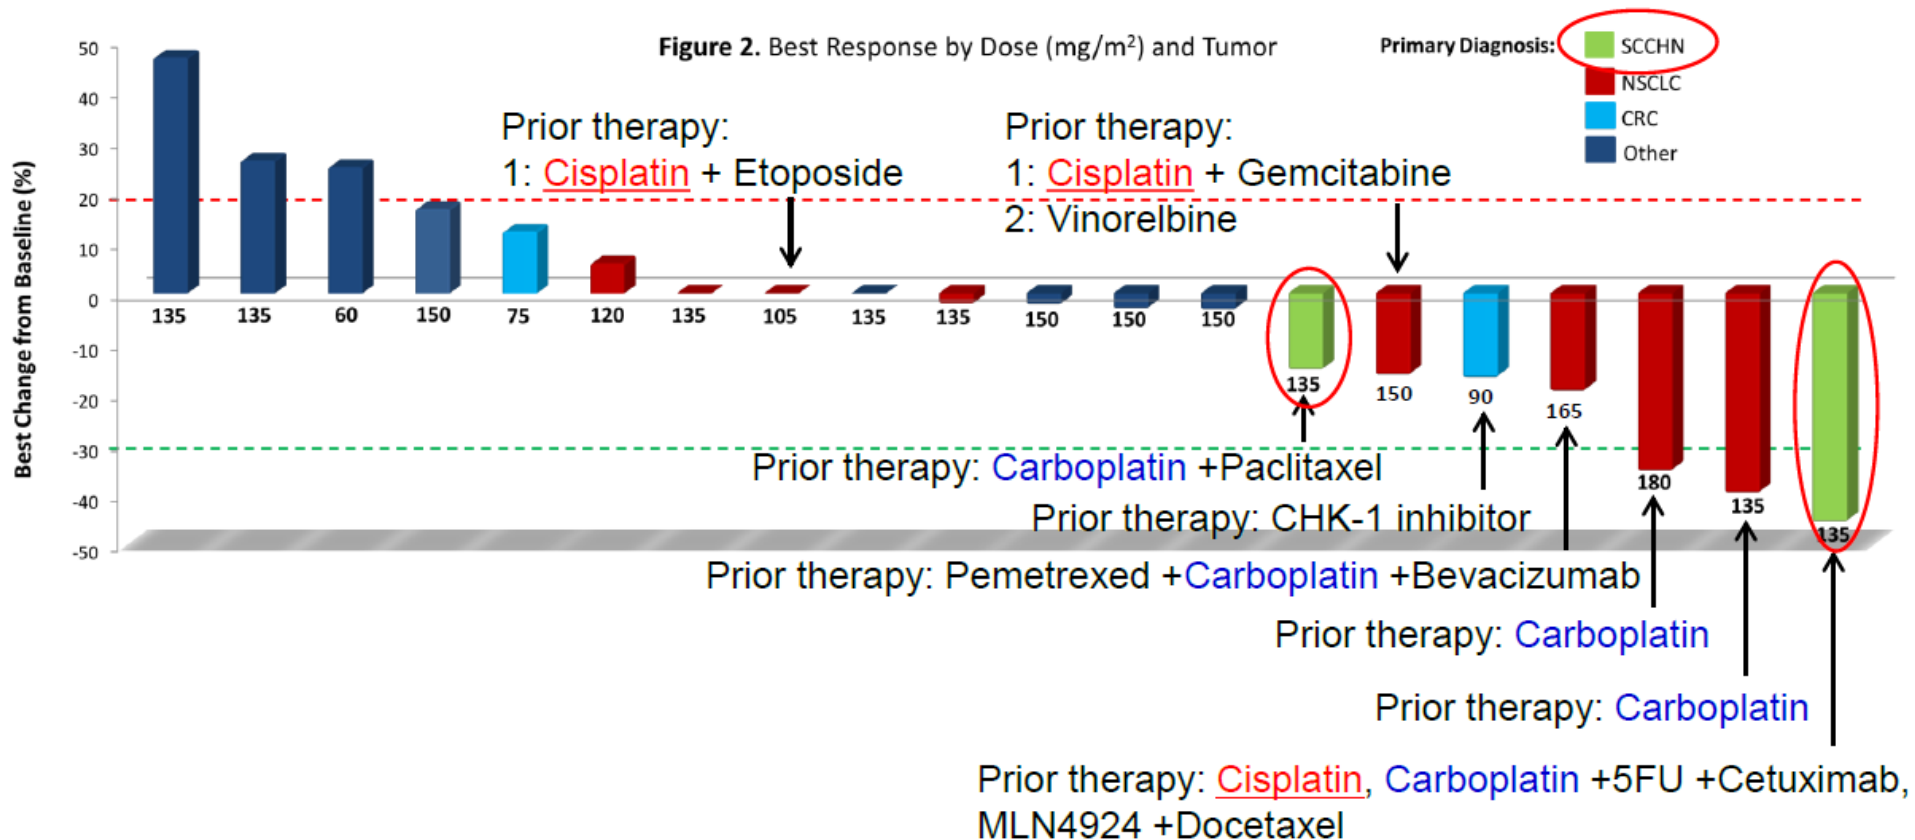 Figure 2. Best Response by Dose (mg/m²) and Tumor
Primary Diagnosis:
SCCHN
NSCLC
CRC
Other
Best Change from Baseline (%)
50
40
30
20
10
0
-10
-20
-30
-40
-50
Prior therapy:
1: Cisplatin + Etoposide
Prior therapy:
1: Cisplatin + Gemcitabine
2: Vinorelbine
135 135 60 150 75 120 135 105 135 135 150 150 150 135 150 90 165 180 135 135
Prior therapy: Carboplatin +Paclitaxel
Prior therapy: CHK-1 inhibitor
Prior therapy: Pemetrexed +Carboplatin +Bevacizumab
Prior therapy: Carboplatin
Prior therapy: Carboplatin
Prior therapy: Cisplatin, Carboplatin +5FU +Cetuximab,
MLN4924 +Docetaxel